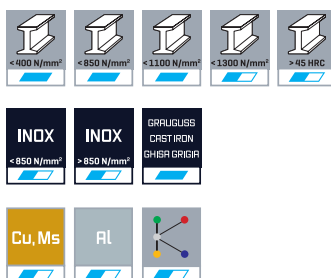 <400 N/mm² <850 N/mm² <1100 N/mm² <1300 N/mm² >45 HRC
INOX INOX GRAUGUSS
CAST IRON
GHISA GRIGIA
<850 N/mm² >850 N/mm²
Cu, Ms Al